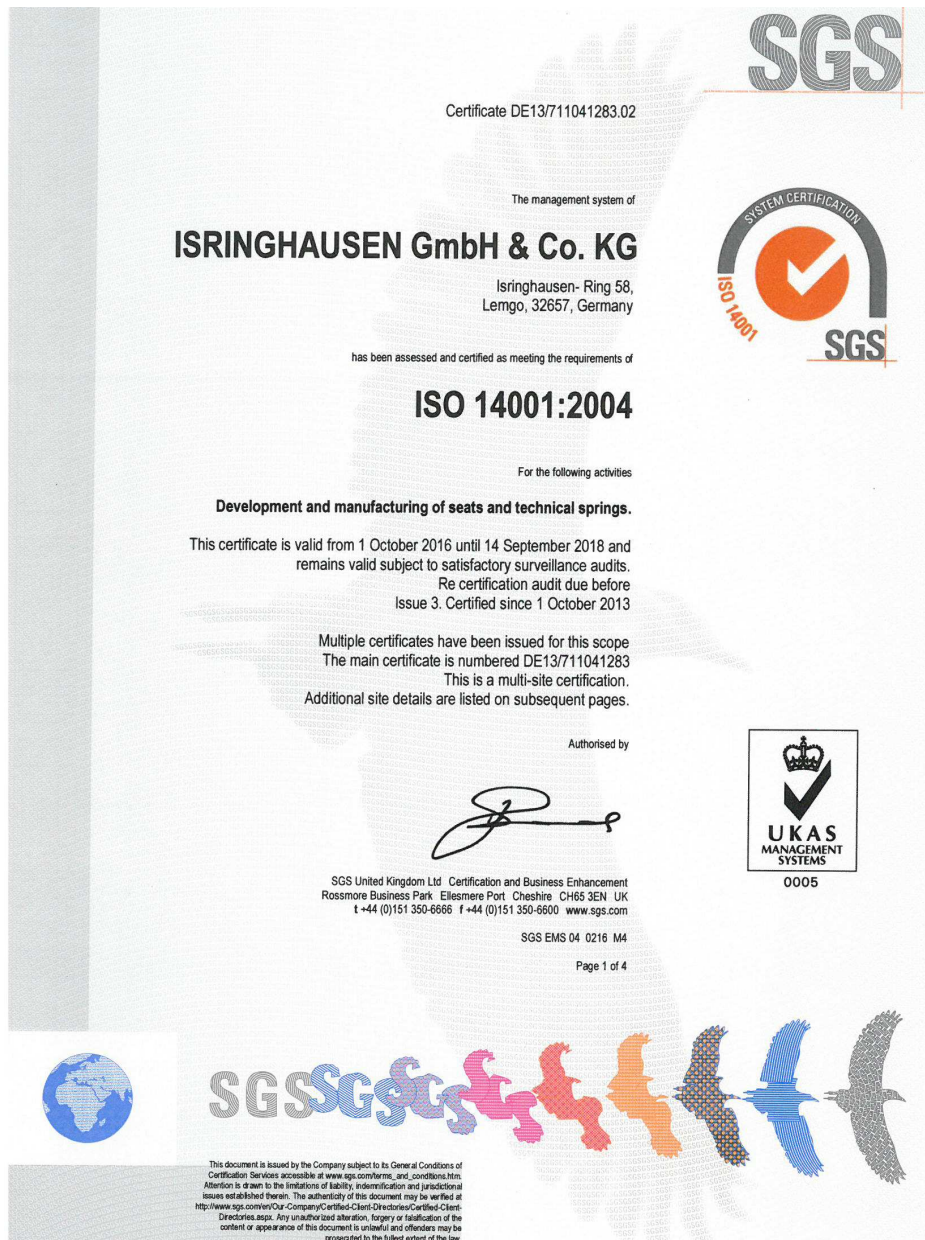 SGS
Certificate DE13/711041283.02
The management system of
ISRINGHAUSEN GmbH & Co. KG
Isringhausen- Ring 58,
Lemgo, 32657, Germany
SYSTEM CERTIFICATION
ISO 14001
SGS
has been assessed and certified as meeting the requirements of
ISO 14001:2004
For the following activities
Development and manufacturing of seats and technical springs.
This certificate is valid from 1 October 2016 until 14 September 2018 and
remains valid subject to satisfactory surveillance audits.
Re certification audit due before
Issue 3. Certified since 1 October 2013
Multiple certificates have been issued for this scope
The main certificate is numbered DE13/711041283
This is a multi-site certification.
Additional site details are listed on subsequent pages.
Authorised by
UKAS
MANAGEMENT
SYSTEMS
0005
SGS United Kingdom Ltd Certification and Business Enhancement
Rossmore Business Park Ellesmere Port Cheshire CH65 3EN UK
t +44 (0)151 350-6666 f +44 (0)151 350-6600 www.sgs.com
SGS EMS 04 0216 M4
Page 1 of 4
SGS SGS SGS
This document is issued by the Company subject to its General Conditions of
Certification Services accessible at www.sgs.com/terms_and_conditions.htm.
Attention is drawn to the limitations of liability, indemnification and jurisdictional
issues established therein. The authenticity of this document may be verified at
http://www.sgs.com/en/Our-Company/Certified-Client-Directories/Certified-Client-
Directories.aspx. Any unauthorized alteration, forgery or falsification of the
content or appearance of this document is unlawful and offenders may be
prosecuted to the fullest extent of the law.